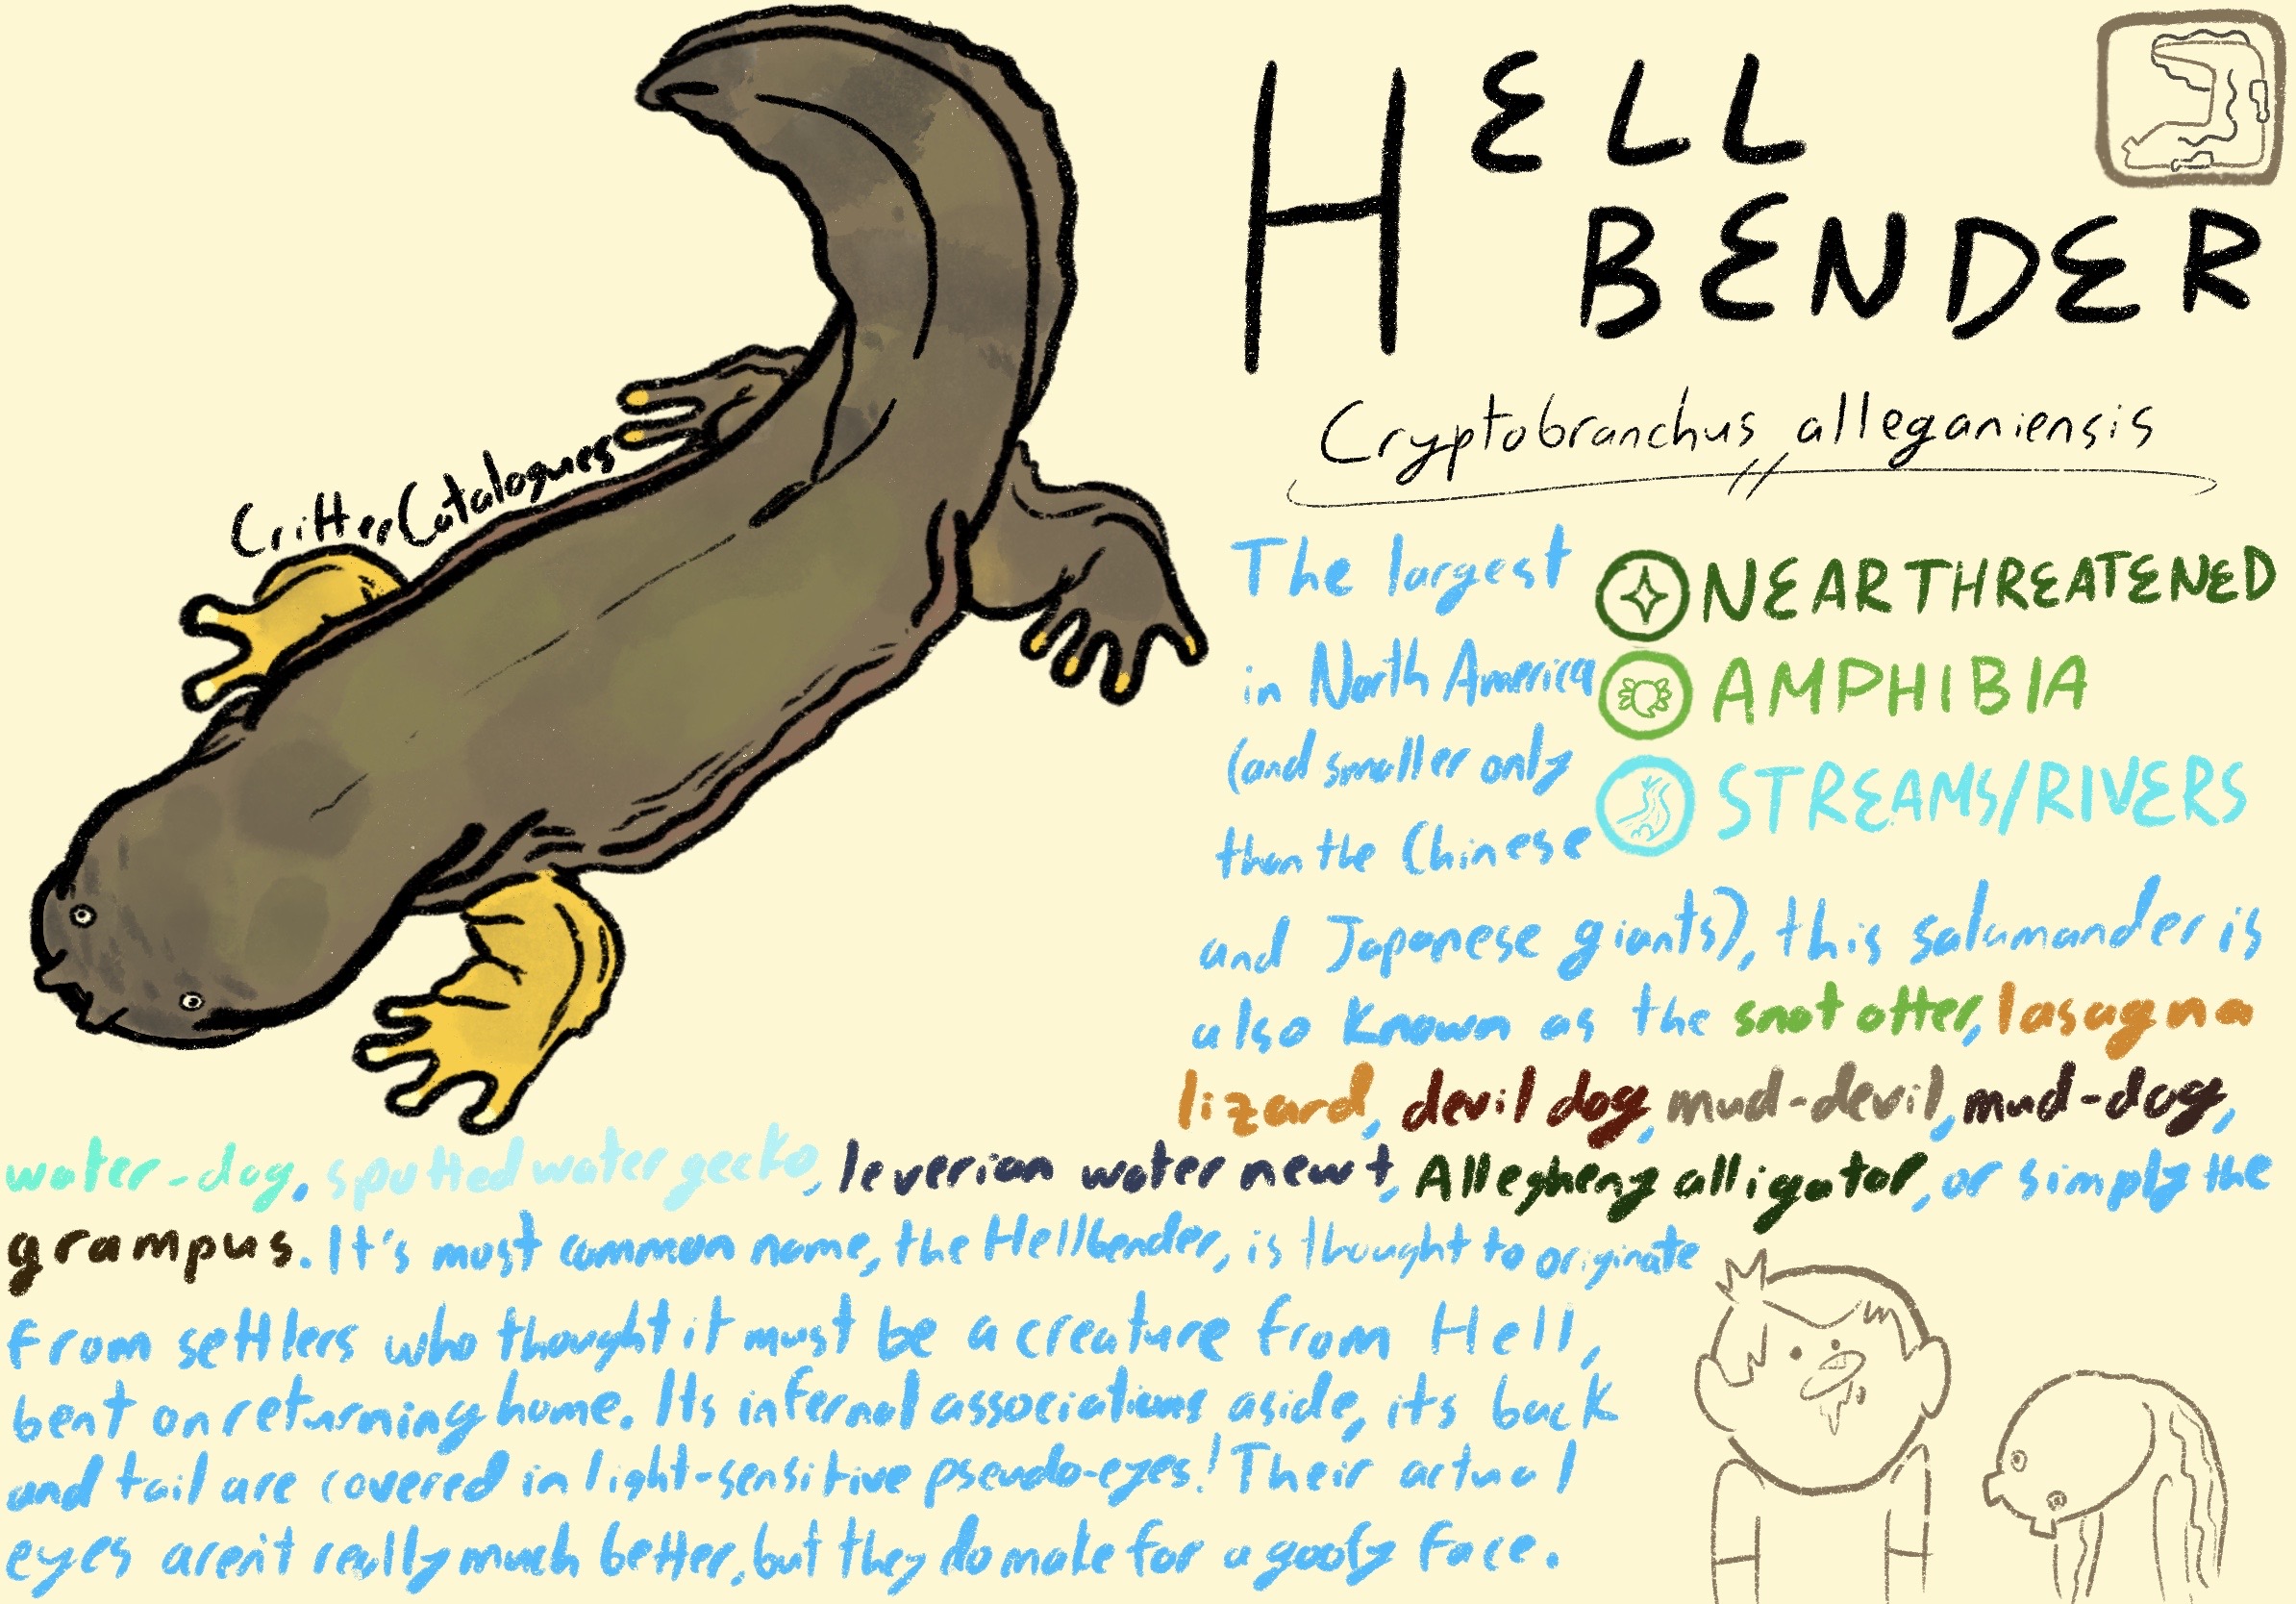 HELL
BENDER
Cryptobranchus alleganiensis
CritterCatalogues
NEAR THREATENED
AMPHIBIA
STREAMS/RIVERS
The largest
in North America
(and smaller only
than the Chinese
and Japanese giants), this salamander is
also known as the snot otter, lasagna
lizard, devil dog, mud-devil, mud-dog,
water-dog, spotted water gecko, leverian water newt, Allegheny alligator, or simply the
grampus. It's most common name, the Hellbender, is thought to originate
from settlers who thought it must be a creature from Hell,
bent on returning home. Its infernal associations aside, its back
and tail are covered in light-sensitive pseudo-eyes! Their actual
eyes aren't really much better, but they do make for a goofy face.